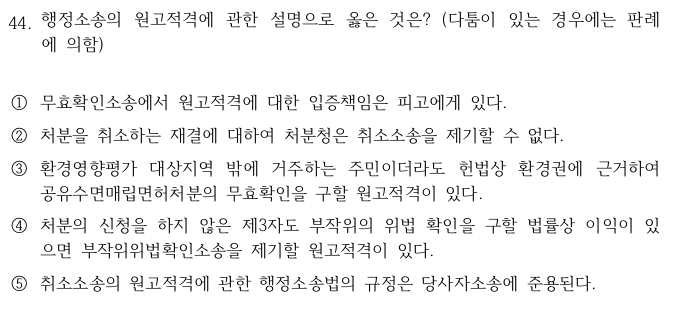 44. 행정소송의 원고적격에 관한 설명으로 옳은 것은? (다툼이 있는 경우에는 판례
에 의함)
① 무효확인소송에서 원고적격에 대한 입증책임은 피고에게 있다.
② 처분을 취소하는 재결에 대하여 처분청은 취소소송을 제기할 수 없다.
③ 환경영향평가 대상지역 밖에 거주하는 주민이더라도 헌법상 환경권에 근거하여
공유수면매립면허처분의 무효확인을 구할 원고적격이 있다.
④ 처분의 신청을 하지 않은 제3자도 부작위의 위법 확인을 구할 법률상 이익이 있
으면 부작위위법확인소송을 제기할 원고적격이 있다.
⑤ 취소소송의 원고적격에 관한 행정소송법의 규정은 당사자소송에 준용된다.